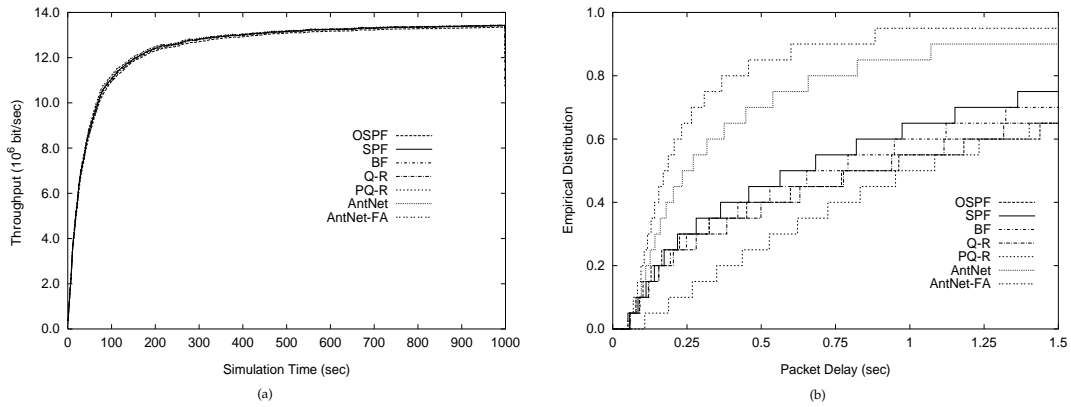 14.0
12.0
10.0
8.0
6.0
4.0
2.0
0.0
0 100 200 300 400 500 600 700 800 900 1000
Throughput (10^6 bit/sec)
Simulation Time (sec)
OSPF
SPF
BF
Q-R
PQ-R
AntNet
AntNet-FA
(a)
1.0
0.8
0.6
0.4
0.2
0.0
0 0.25 0.5 0.75 1 1.25 1.5
Empirical Distribution
Packet Delay (sec)
OSPF
SPF
BF
Q-R
PQ-R
AntNet
AntNet-FA
(b)